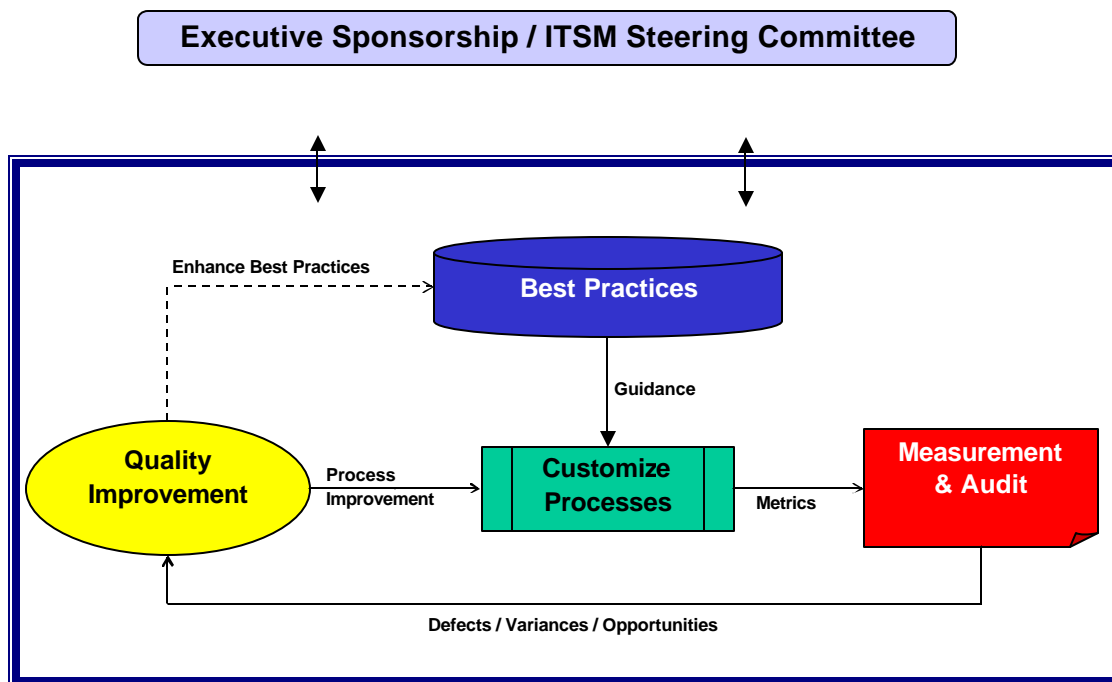 Executive Sponsorship / ITSM Steering Committee
Enhance Best Practices
Best Practices
Guidance
Quality
Improvement
Process
Improvement
Customize
Processes
Metrics
Measurement
& Audit
Defects / Variances / Opportunities